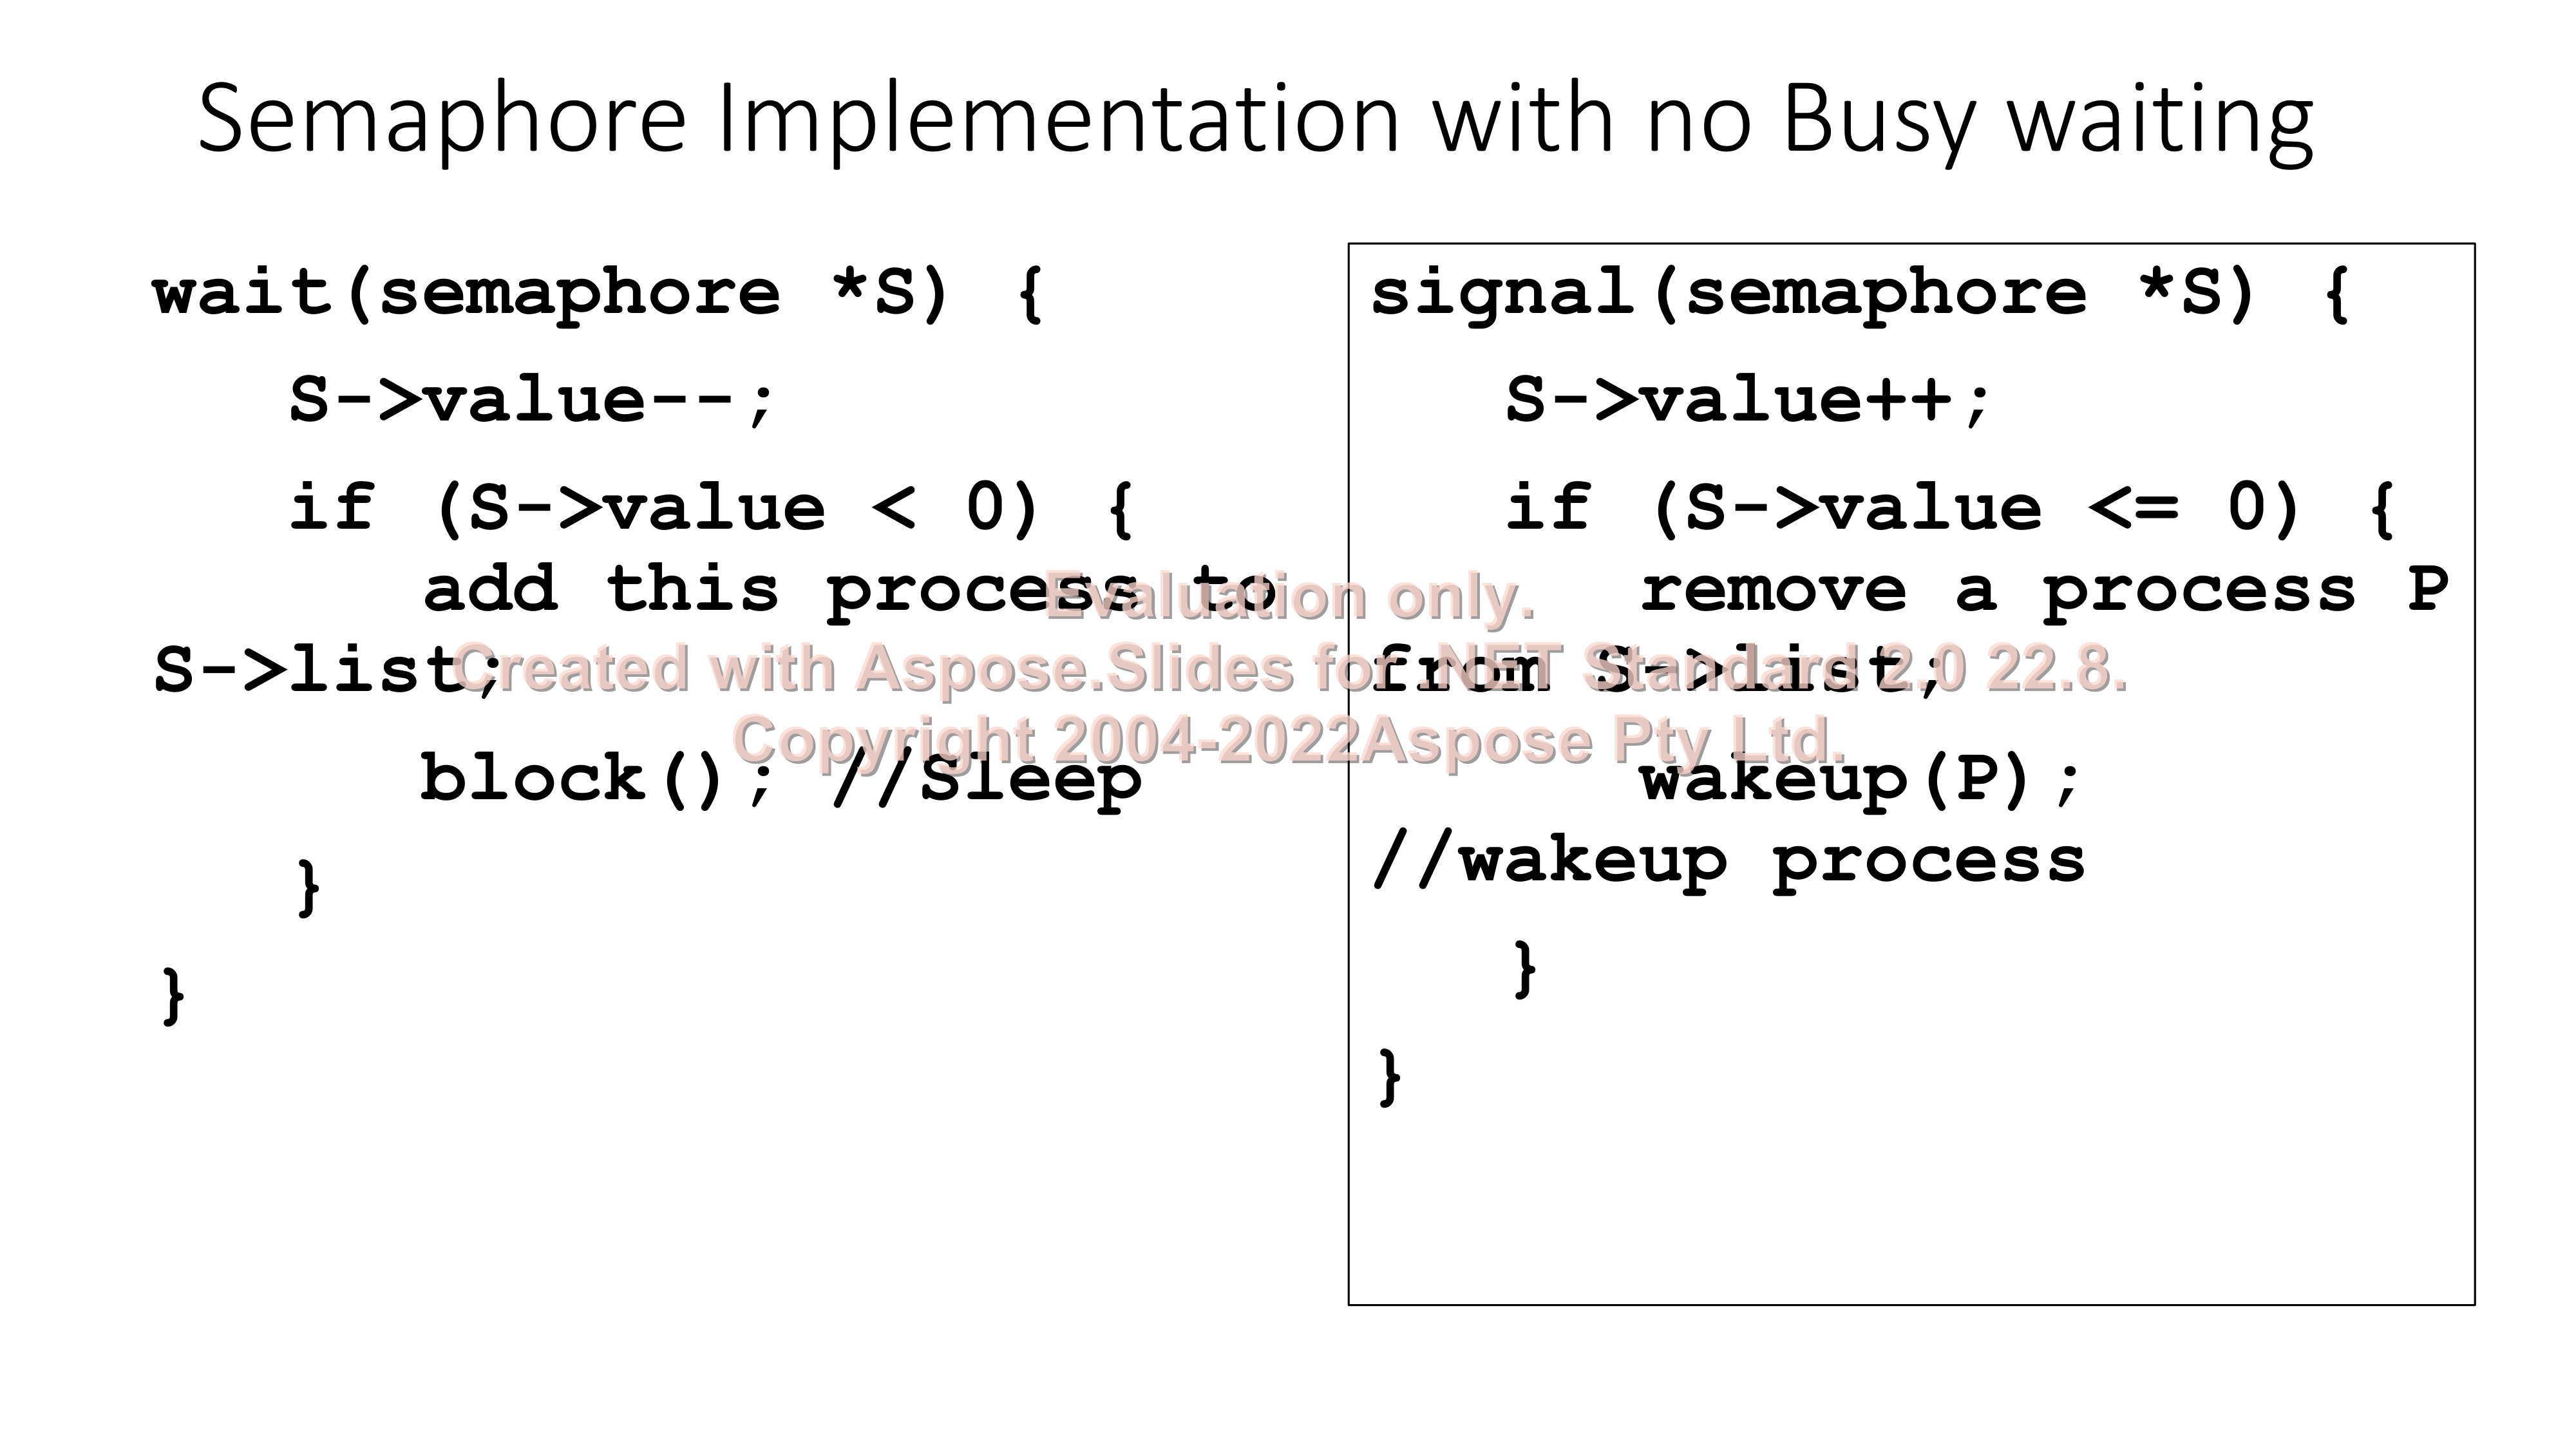 Semaphore Implementation with no Busy waiting
wait(semaphore *S) {
S->value--;
if (S->value < 0) {
add this process to
S->list;
block(); //Sleep
}
}
signal(semaphore *S) {
S->value++;
if (S->value <= 0) {
remove a process P
from S->list;
wakeup(P);
//wakeup process
}
}
Evaluation only.
Created with Aspose.Slides for .NET Standard 2.0 22.8.
Copyright 2004-2022Aspose Pty Ltd.